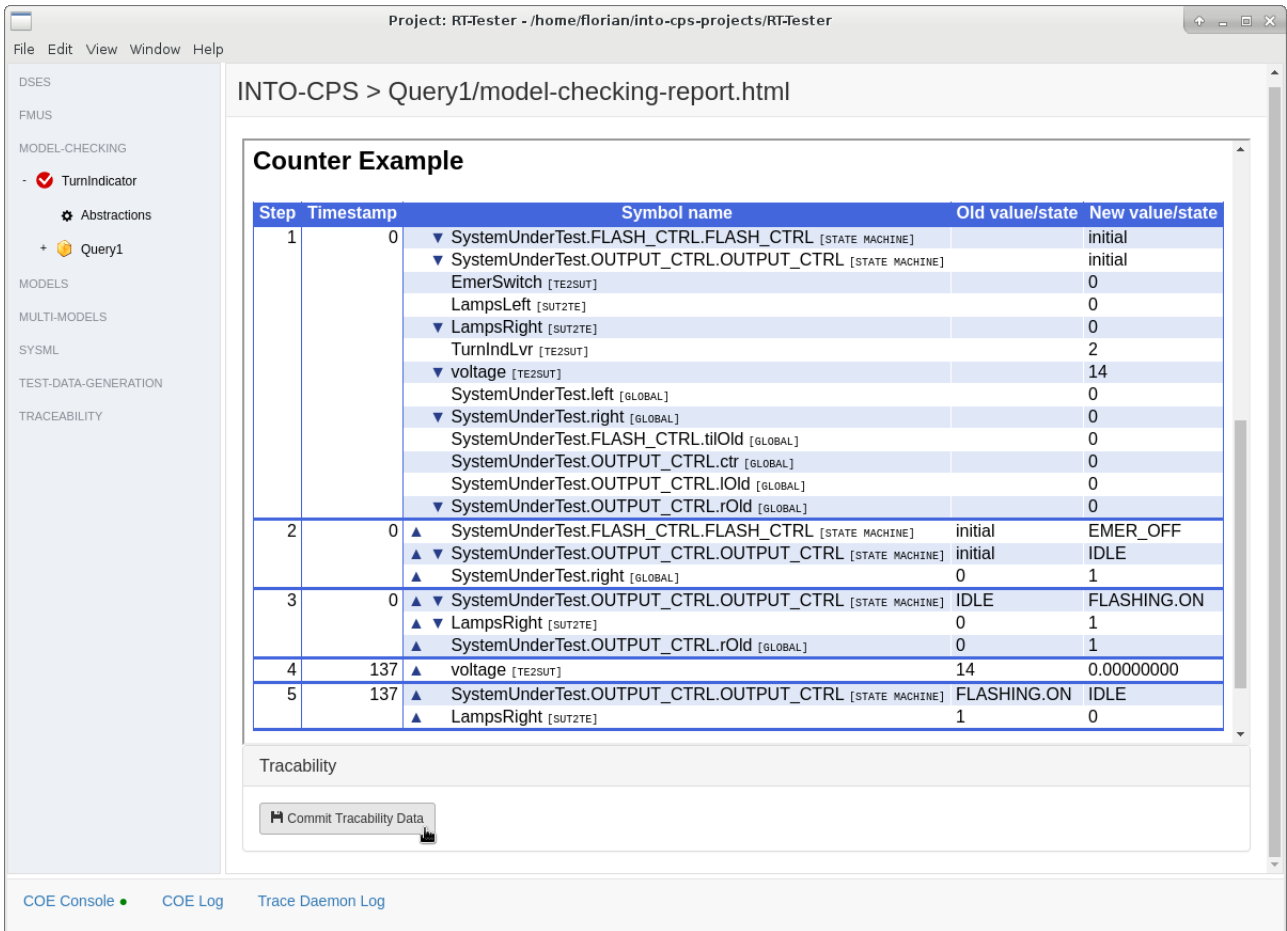 Project: RT-Tester - /home/florian/into-cps-projects/RT-Tester
File Edit View Window Help
DSES
FMUS
MODEL-CHECKING
- TurnIndicator
Abstractions
+ Query1
MODELS
MULTI-MODELS
SYSML
TEST-DATA-GENERATION
TRACEABILITY
INTO-CPS > Query1/model-checking-report.html
Counter Example
Step Timestamp Symbol name Old value/state New value/state
1 0 ▼ SystemUnderTest.FLASH_CTRL.FLASH_CTRL [STATE MACHINE] initial
▼ SystemUnderTest.OUTPUT_CTRL.OUTPUT_CTRL [STATE MACHINE] initial
EmerSwitch [TE2SUT] 0
LampsLeft [SUT2TE] 0
▼ LampsRight [SUT2TE] 0
TurnIndLvr [TE2SUT] 2
▼ voltage [TE2SUT] 14
SystemUnderTest.left [GLOBAL] 0
▼ SystemUnderTest.right [GLOBAL] 0
SystemUnderTest.FLASH_CTRL.tilOld [GLOBAL] 0
SystemUnderTest.OUTPUT_CTRL.ctr [GLOBAL] 0
SystemUnderTest.OUTPUT_CTRL.lOld [GLOBAL] 0
▼ SystemUnderTest.OUTPUT_CTRL.rOld [GLOBAL] 0
2 0 ▲ SystemUnderTest.FLASH_CTRL.FLASH_CTRL [STATE MACHINE] initial EMER_OFF
▲ ▼ SystemUnderTest.OUTPUT_CTRL.OUTPUT_CTRL [STATE MACHINE] initial IDLE
▲ SystemUnderTest.right [GLOBAL] 0 1
3 0 ▲ ▼ SystemUnderTest.OUTPUT_CTRL.OUTPUT_CTRL [STATE MACHINE] IDLE FLASHING.ON
▲ ▼ LampsRight [SUT2TE] 0 1
▲ SystemUnderTest.OUTPUT_CTRL.rOld [GLOBAL] 0 1
4 137 ▲ voltage [TE2SUT] 14 0.00000000
5 137 ▲ SystemUnderTest.OUTPUT_CTRL.OUTPUT_CTRL [STATE MACHINE] FLASHING.ON IDLE
▲ LampsRight [SUT2TE] 1 0
Tracability
Commit Tracability Data
COE Console COE Log Trace Daemon Log